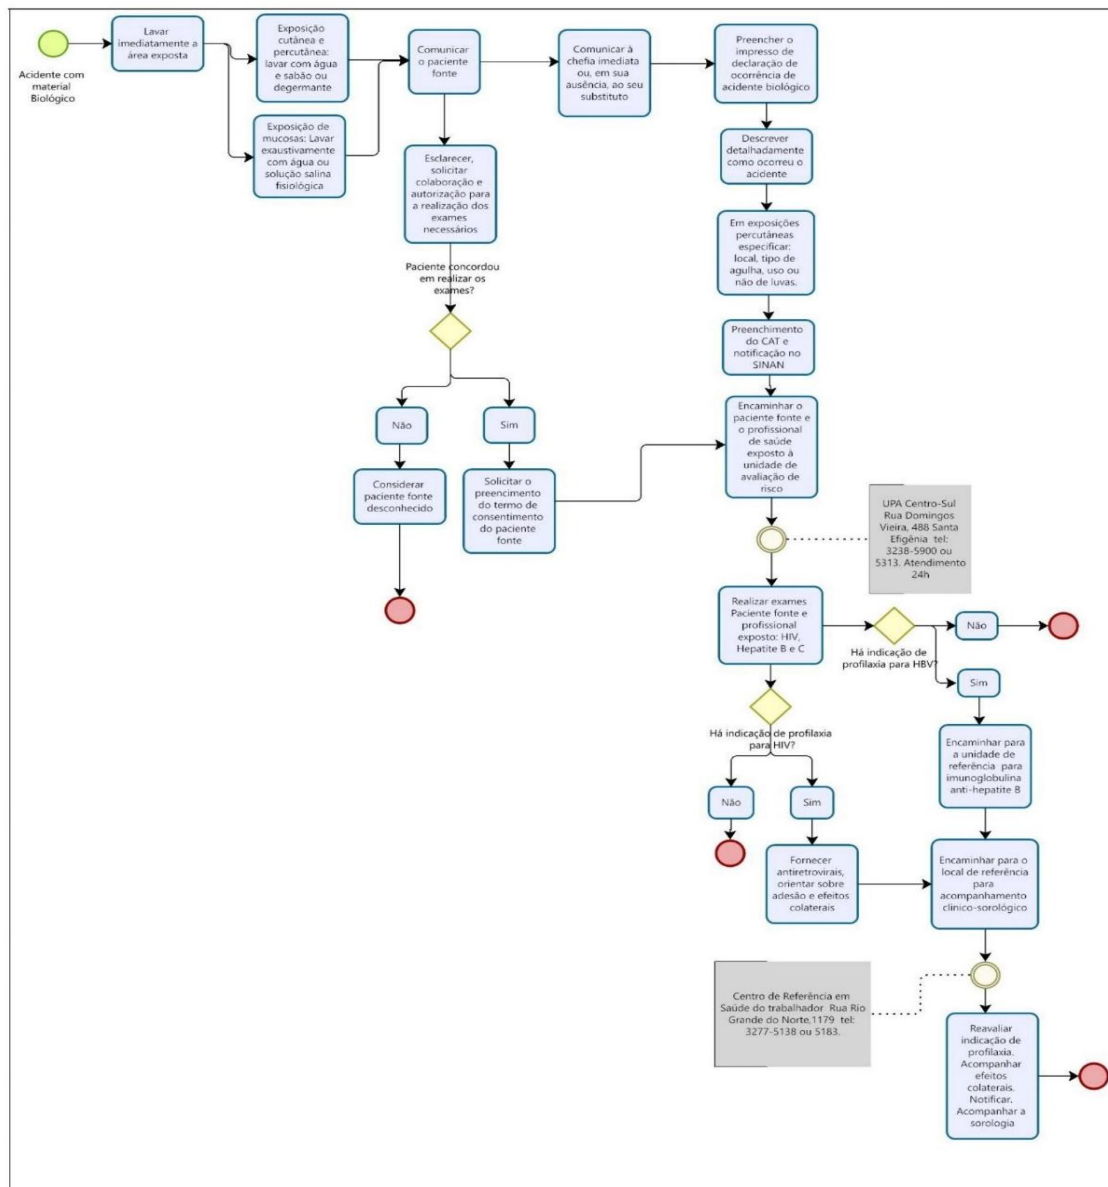 Acidente com
material
Biológico
Lavar
imediatamente a
área exposta
Exposição
cutânea e
percutânea:
lavar com água
e sabão ou
degermante
Exposição de
mucosas: Lavar
exaustivamente
com água ou
solução salina
fisiológica
Comunicar
o paciente
fonte
Comunicar à
chefia imediata
ou, em sua
ausência, ao seu
substituto
Preencher o
impresso de
declaração de
ocorrência de
acidente biológico
Esclarecer,
solicitar
colaboração e
autorização para
a realização dos
exames
necessários
Descrever
detalhadamente
como ocorreu o
acidente
Em exposições
percutâneas
especificar:
local, tipo de
agulha, uso ou
não de luvas.
Paciente concordou
em realizar os
exames?
Preenchimento
do CAT e
notificação no
SINAN
Não
Sim
Considerar
paciente fonte
desconhecido
Solicitar o
preencimento
do termo de
consentimento
do paciente
fonte
Encaminhar o
paciente fonte e
o profissional
de saúde
exposto à
unidade de
avaliação de
risco
UPA Centro-Sul
Rua Domingos
Vieira, 488 Santa
Efigênia tel:
3238-5900 ou
5313. Atendimento
24h
Realizar exames
Paciente fonte e
profissional
exposto: HIV,
Hepatite B e C
Há indicação de
profilaxia para HBV?
Não
Sim
Encaminhar para
a unidade de
referência para
imunoglobulina
anti-hepatite B
Há indicação de profilaxia
para HIV?
Não
Sim
Fornecer
antiretrovirais,
orientar sobre
adesão e efeitos
colaterais
Encaminhar para o
local de referência
para
acompanhamento
clínico-sorológico
Centro de Referência em
Saúde do trabalhador Rua Rio
Grande do Norte,1179 tel:
3277-5138 ou 5183.
Reavaliar
indicação de
profilaxia.
Acompanhar
efeitos
colaterais.
Notificar.
Acompanhar a
sorologia